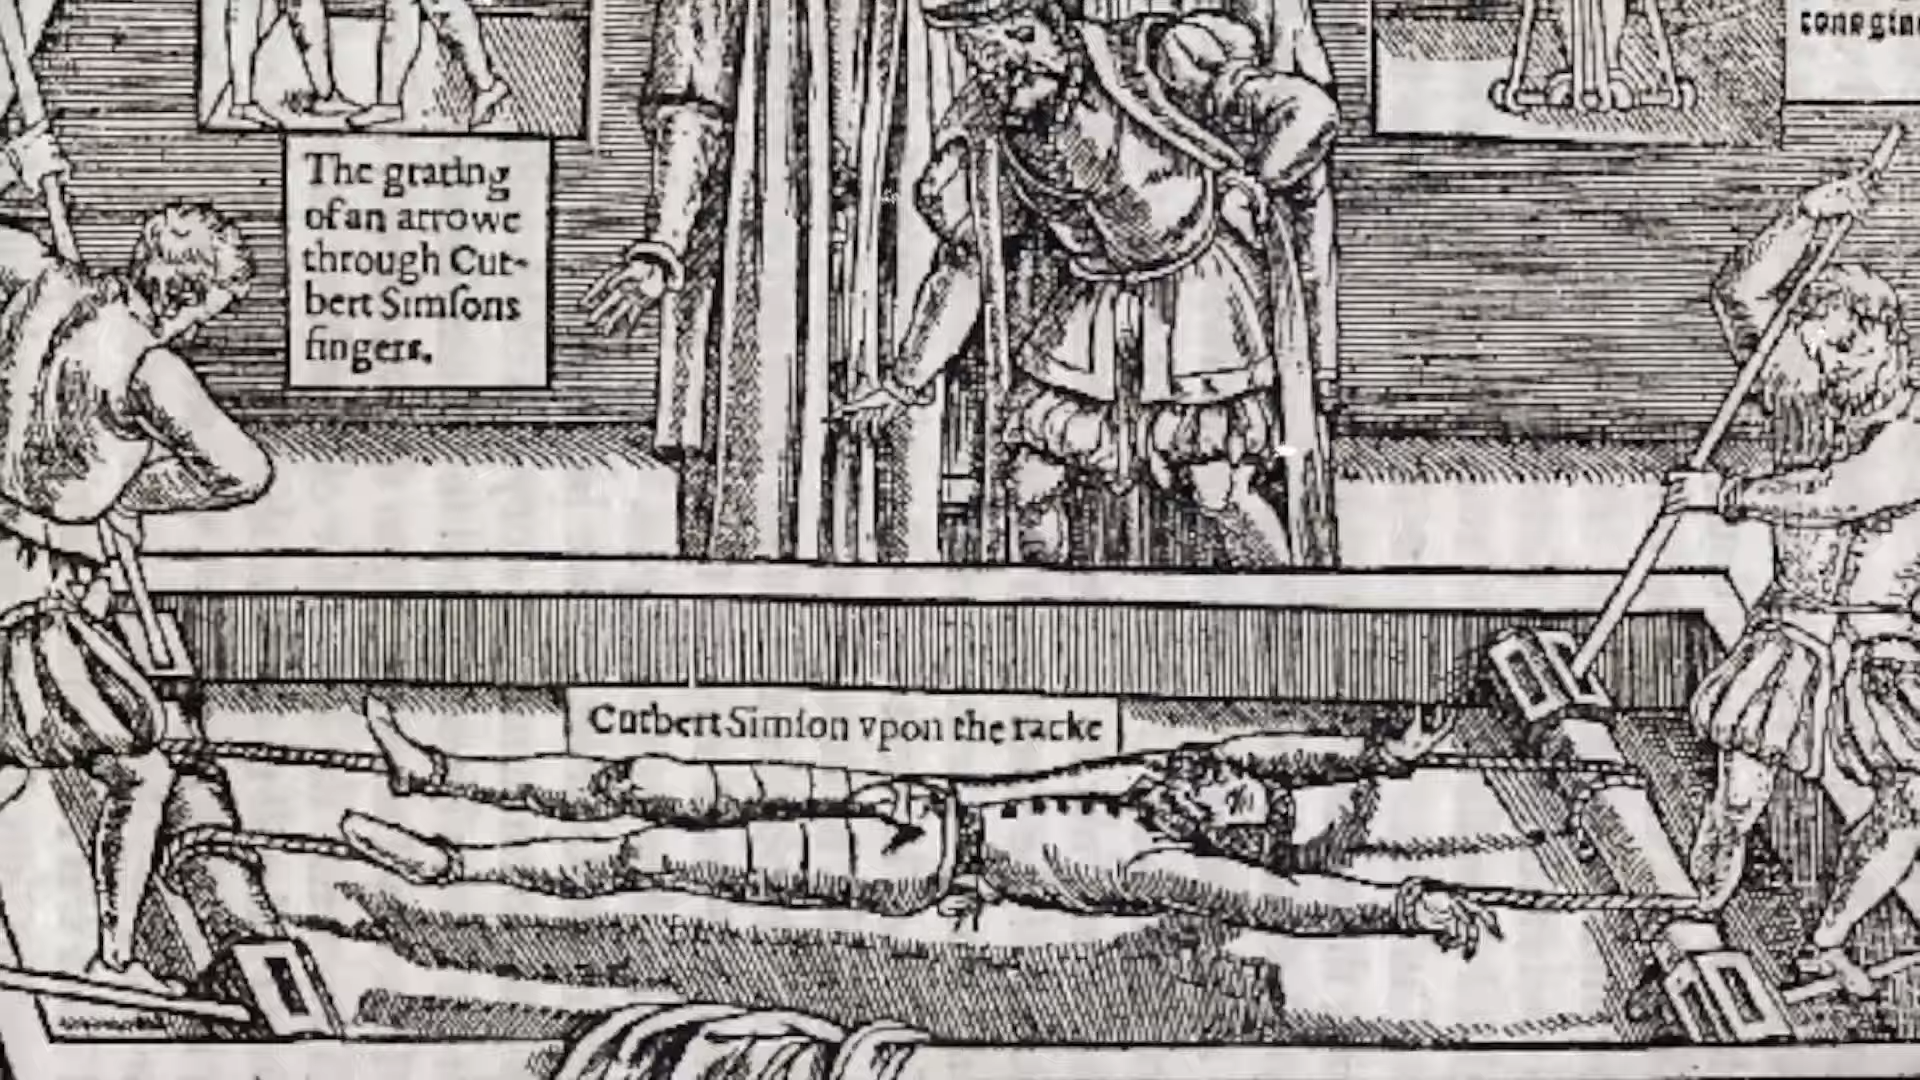 The grating
of an arrowe
through Cut-
bert Simſons
fingers.
Cutbert Simſon vpon the racke